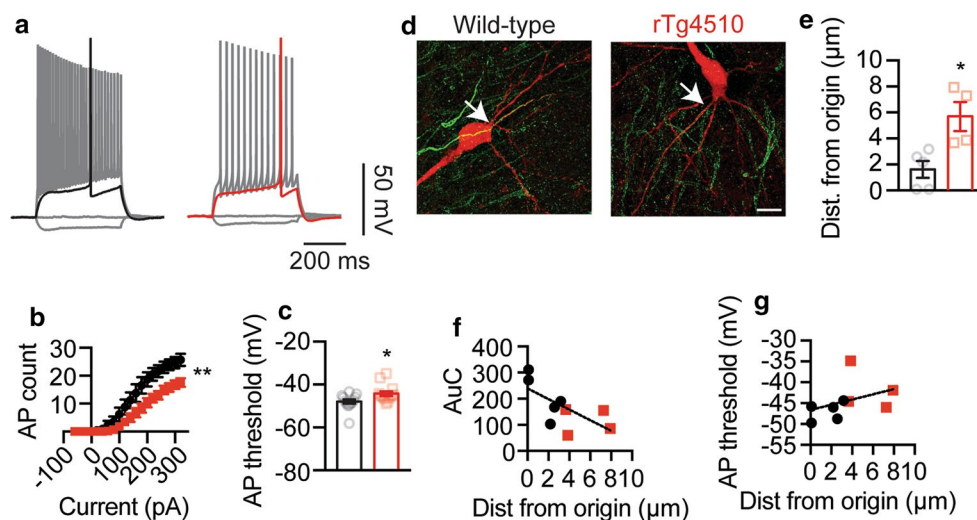 a
50 mV
200 ms
b
AP count
30
20
10
**
-100
0
100
200
300
Current (pA)
c
AP threshold (mV)
-20
-40
-60
-80
*
d
Wild-type
rTg4510
e
Dist. from origin (µm)
10
8
6
4
2
0
*
f
AuC
400
300
200
100
0
0 2 4 6 8 10
Dist from origin (µm)
g
AP threshold (mV)
-30
-35
-40
-45
-50
-55
0 2 4 6 8 10
Dist from origin (µm)